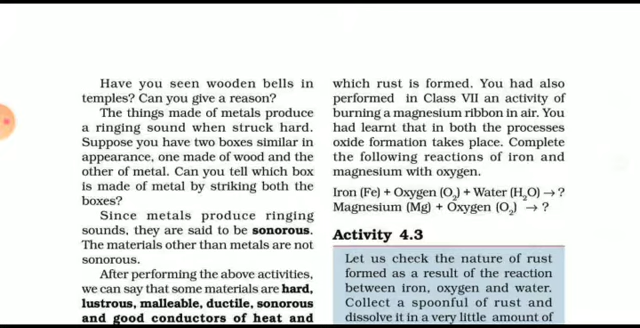 Have you seen wooden bells in
temples? Can you give a reason?
The things made of metals produce
a ringing sound when struck hard.
Suppose you have two boxes similar in
appearance, one made of wood and the
other of metal. Can you tell which box
is made of metal by striking both the
boxes?
Since metals produce ringing
sounds, they are said to be sonorous.
The materials other than metals are not
sonorous.
After performing the above activities,
we can say that some materials are hard,
lustrous, malleable, ductile, sonorous
and good conductors of heat and
which rust is formed. You had also
performed in Class VII an activity of
burning a magnesium ribbon in air. You
had learnt that in both the processes
oxide formation takes place. Complete
the following reactions of iron and
magnesium with oxygen.
Iron (Fe) + Oxygen (O₂) + Water (H₂O) → ?
Magnesium (Mg) + Oxygen (O₂) → ?
Activity 4.3
Let us check the nature of rust
formed as a result of the reaction
between iron, oxygen and water.
Collect a spoonful of rust and
dissolve it in a very little amount of